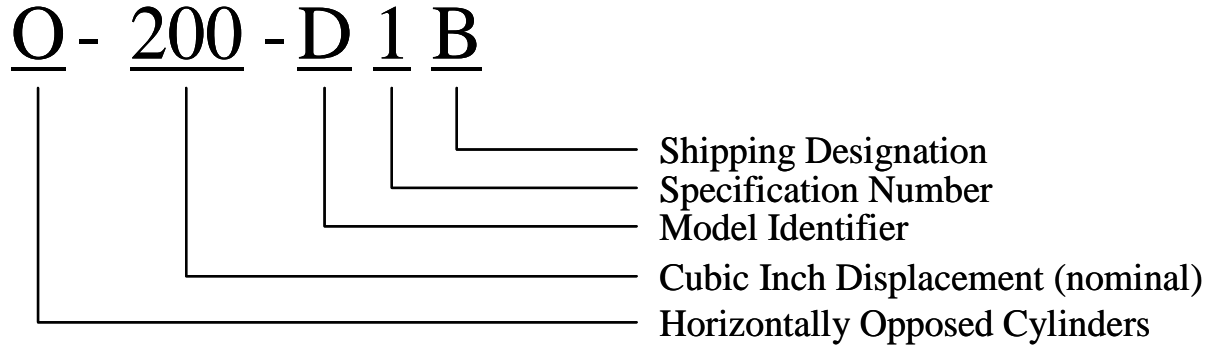 O - 200 - D 1 B
Shipping Designation
Specification Number
Model Identifier
Cubic Inch Displacement (nominal)
Horizontally Opposed Cylinders